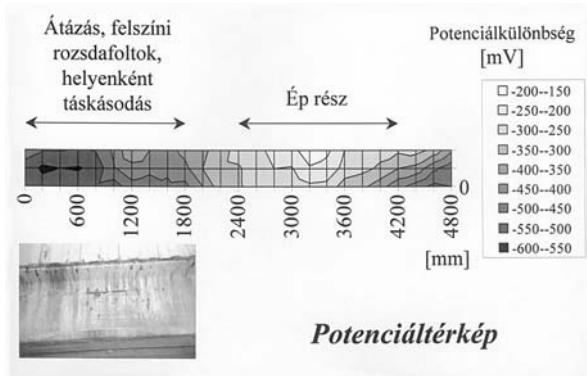 Átázás, felszíni
rozsdafoltok,
helyenként
táskásodás
Ép rész
Potenciálkülönbség
[mV]
-200--150
-250--200
-300--250
-350--300
-400--350
-450--400
-500--450
-550--500
-600--550
0
0
600
1200
1800
2400
3000
3600
4200
4800
[mm]
Potenciáltérkép